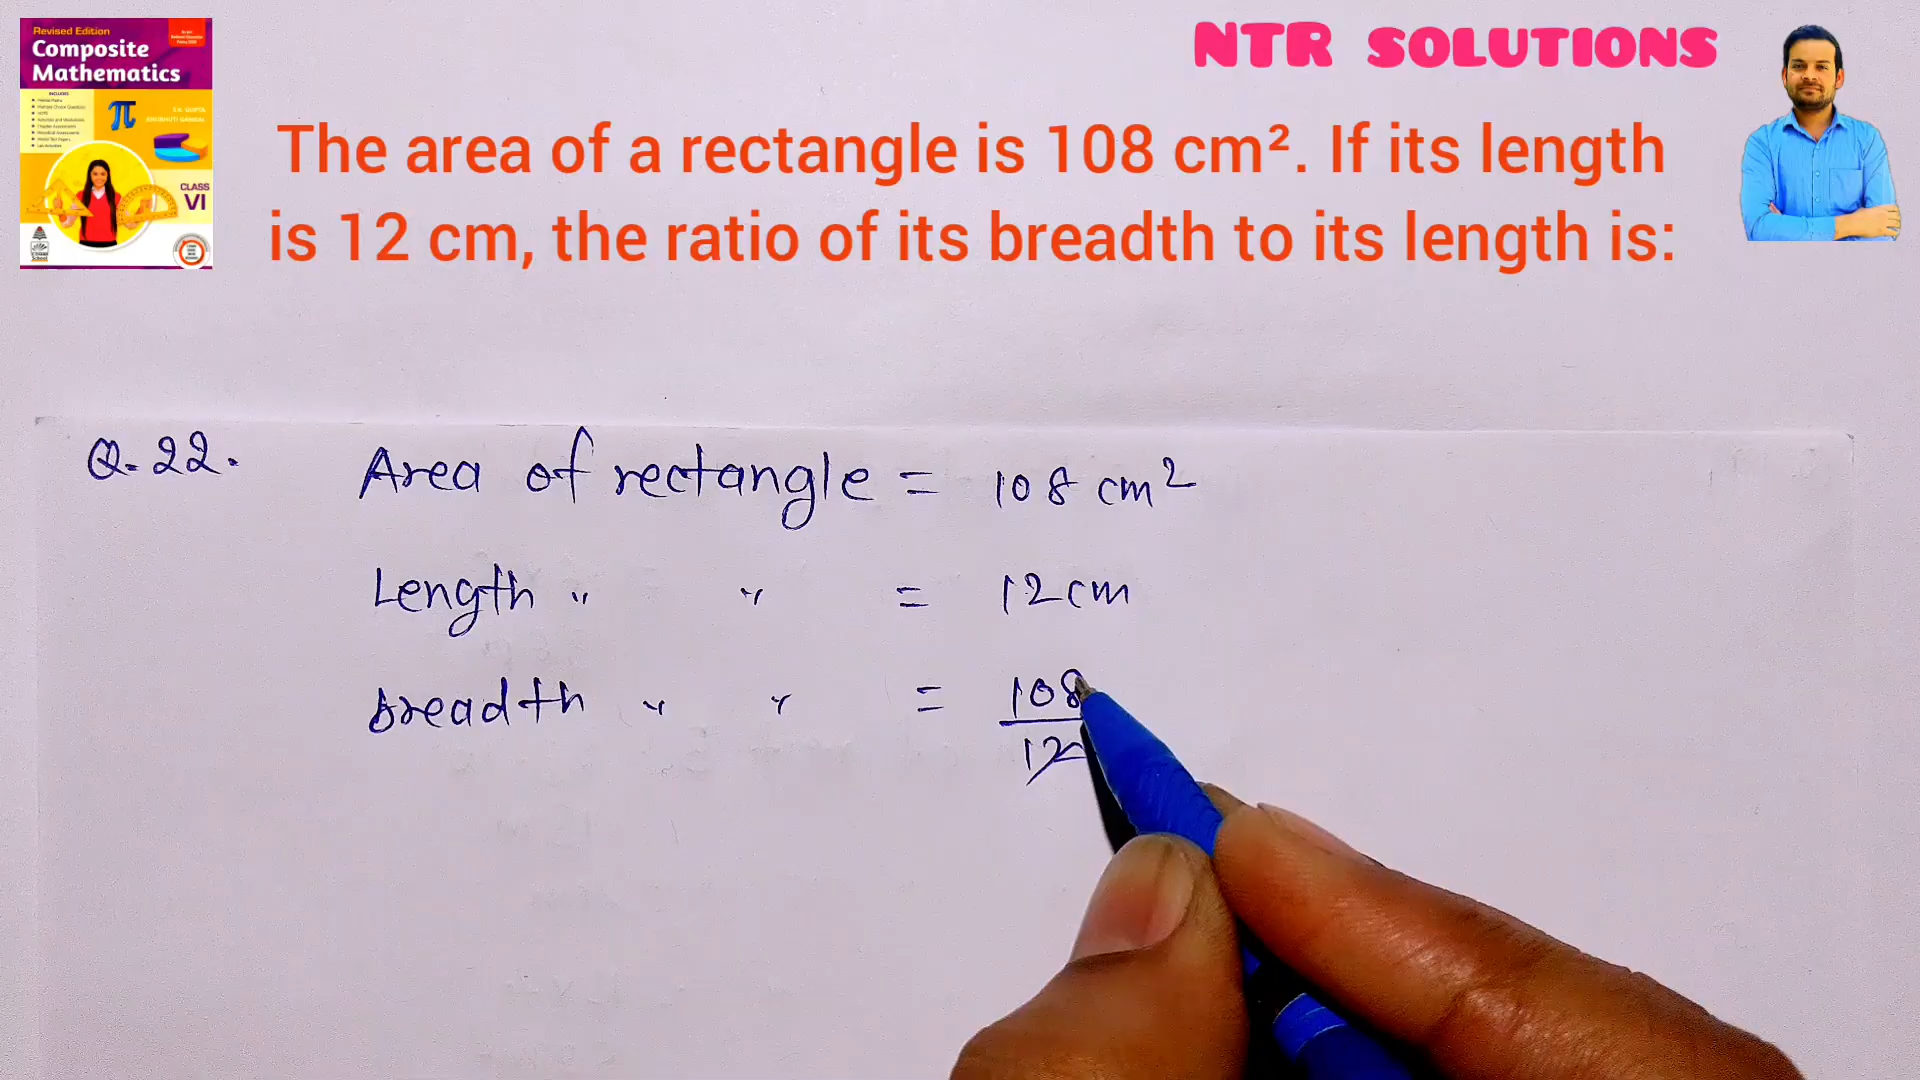 Revised Edition
Composite
Mathematics
INCLUDES
π
CLASS
VI
NTR SOLUTIONS
The area of a rectangle is 108 cm². If its length
is 12 cm, the ratio of its breadth to its length is:
Q.22. Area of rectangle = 108 cm²
Length " " = 12cm
breadth " " = 108
12